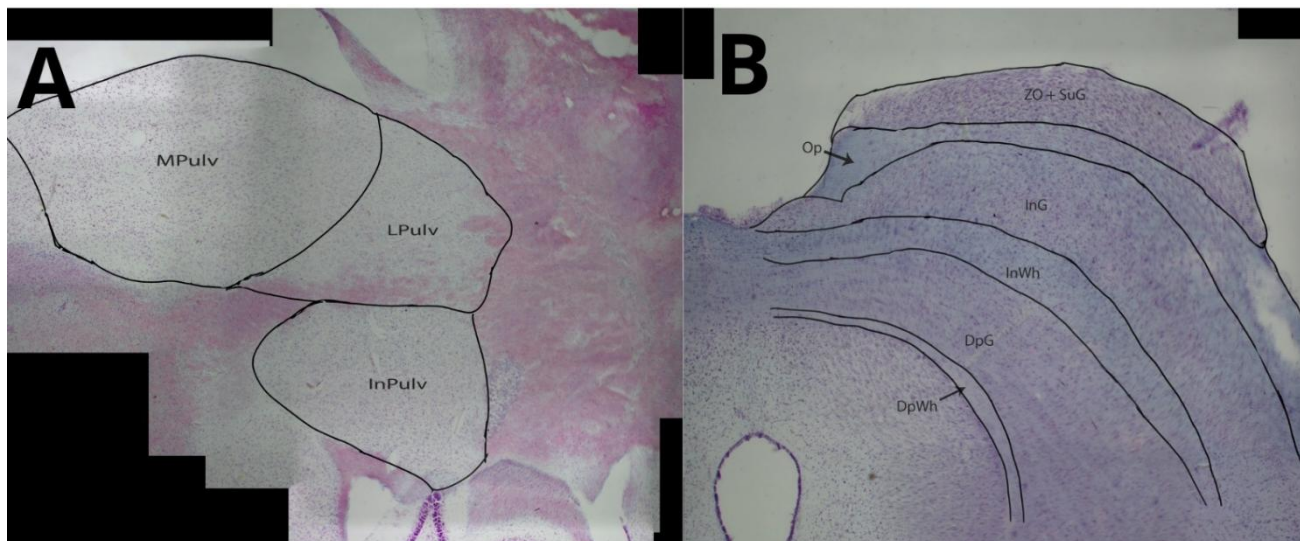 A
MPulv
LPulv
InPulv
B
ZO + SuG
Op
InG
InWh
DpG
DpWh